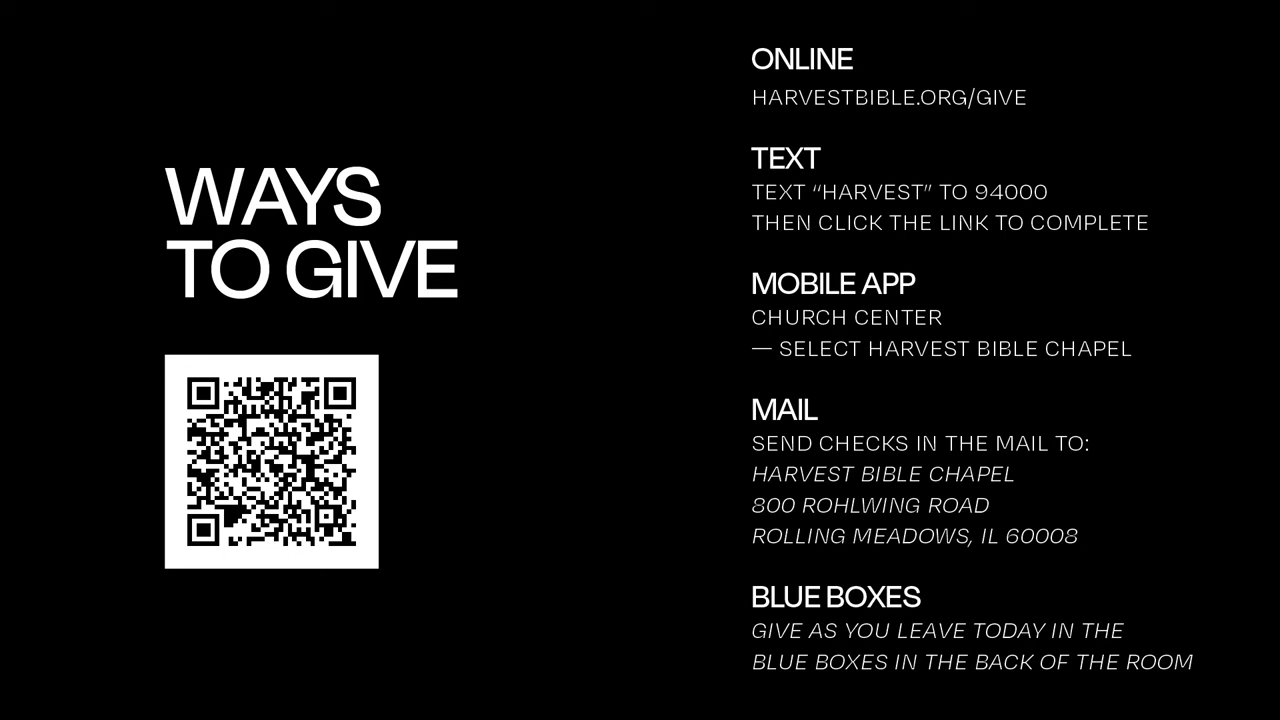 WAYS
TO GIVE
ONLINE
HARVESTBIBLE.ORG/GIVE
TEXT
TEXT “HARVEST” TO 94000
THEN CLICK THE LINK TO COMPLETE
MOBILE APP
CHURCH CENTER
— SELECT HARVEST BIBLE CHAPEL
MAIL
SEND CHECKS IN THE MAIL TO:
HARVEST BIBLE CHAPEL
800 ROHLWING ROAD
ROLLING MEADOWS, IL 60008
BLUE BOXES
GIVE AS YOU LEAVE TODAY IN THE
BLUE BOXES IN THE BACK OF THE ROOM